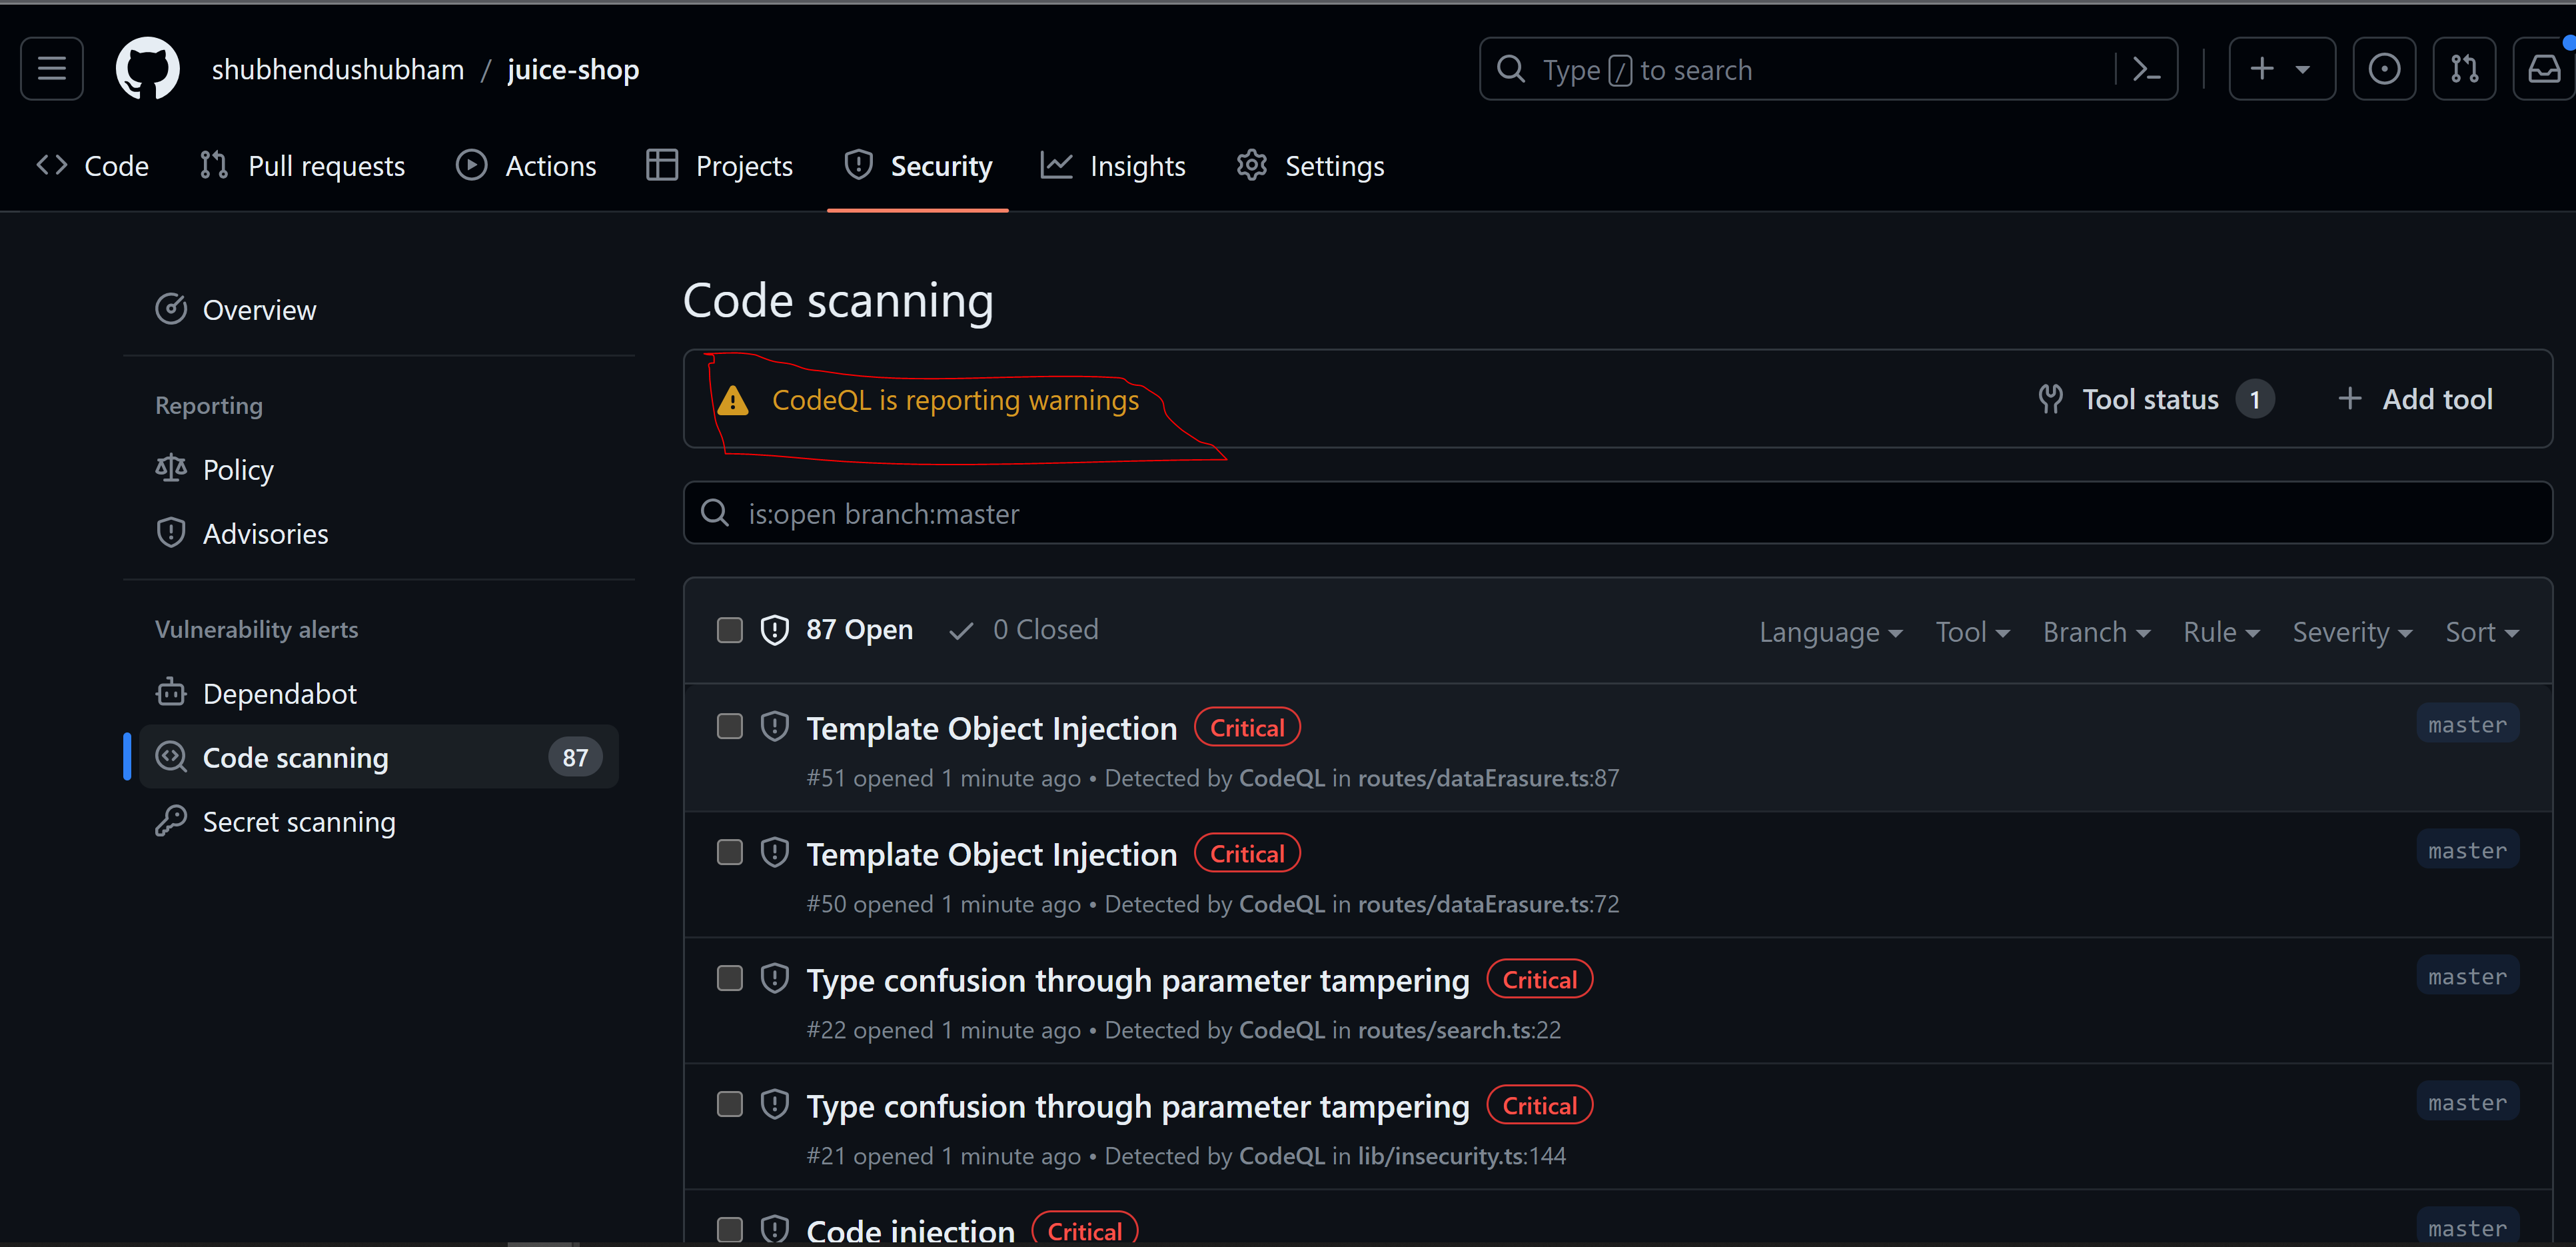 shubhendushubham / juice-shop
Type / to search
Code Pull requests Actions Projects Security Insights Settings
Overview
Reporting
Policy
Advisories
Vulnerability alerts
Dependabot
Code scanning 87
Secret scanning
Code scanning
CodeQL is reporting warnings
Tool status 1
Add tool
is:open branch:master
87 Open 0 Closed
Language Tool Branch Rule Severity Sort
Template Object Injection Critical master
#51 opened 1 minute ago • Detected by CodeQL in routes/dataErasure.ts:87
Template Object Injection Critical master
#50 opened 1 minute ago • Detected by CodeQL in routes/dataErasure.ts:72
Type confusion through parameter tampering Critical master
#22 opened 1 minute ago • Detected by CodeQL in routes/search.ts:22
Type confusion through parameter tampering Critical master
#21 opened 1 minute ago • Detected by CodeQL in lib/insecurity.ts:144
Code injection Critical master